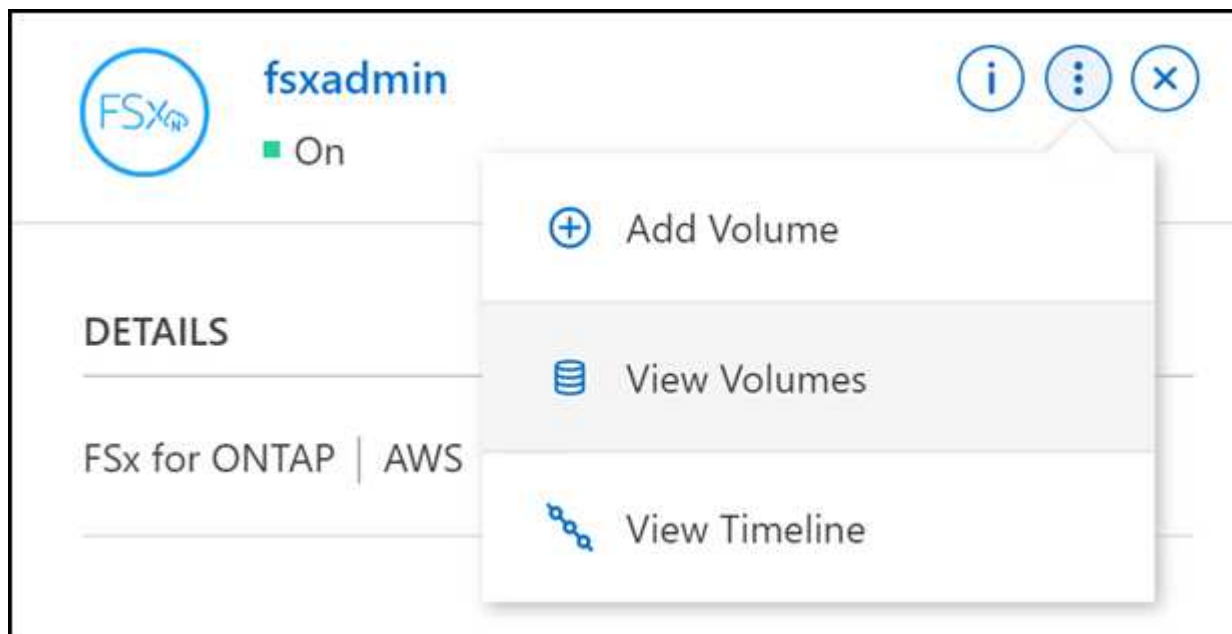 FSx
fsxadmin
On
Add Volume
DETAILS
View Volumes
FSx for ONTAP | AWS
View Timeline